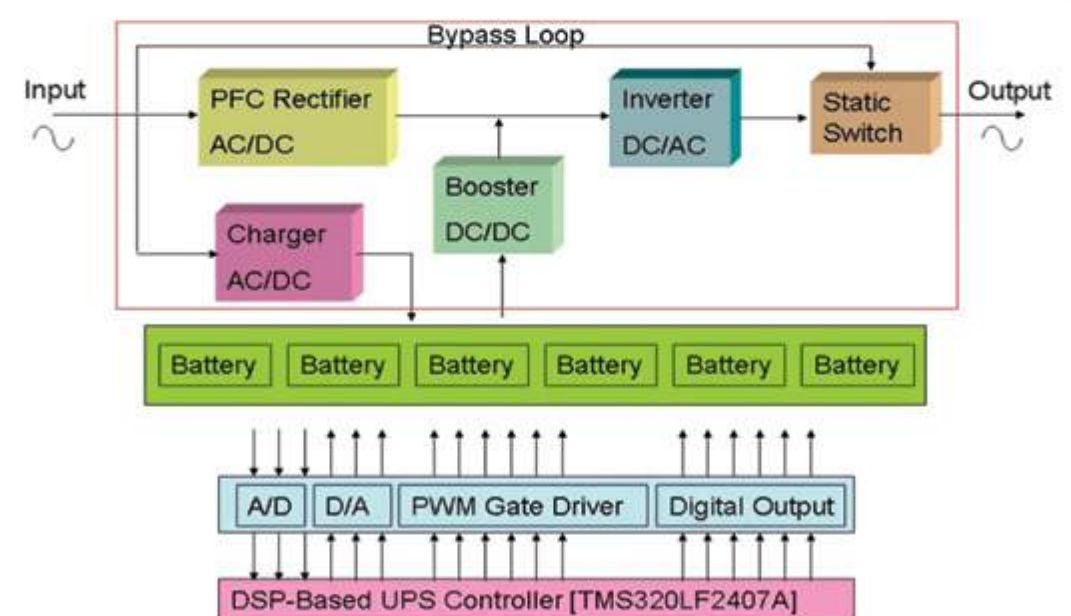 Bypass Loop
Input
PFC Rectifier
AC/DC
Inverter
DC/AC
Static
Switch
Output
Booster
DC/DC
Charger
AC/DC
Battery
Battery
Battery
Battery
Battery
Battery
A/D
D/A
PWM Gate Driver
Digital Output
DSP-Based UPS Controller [TMS320LF2407A]